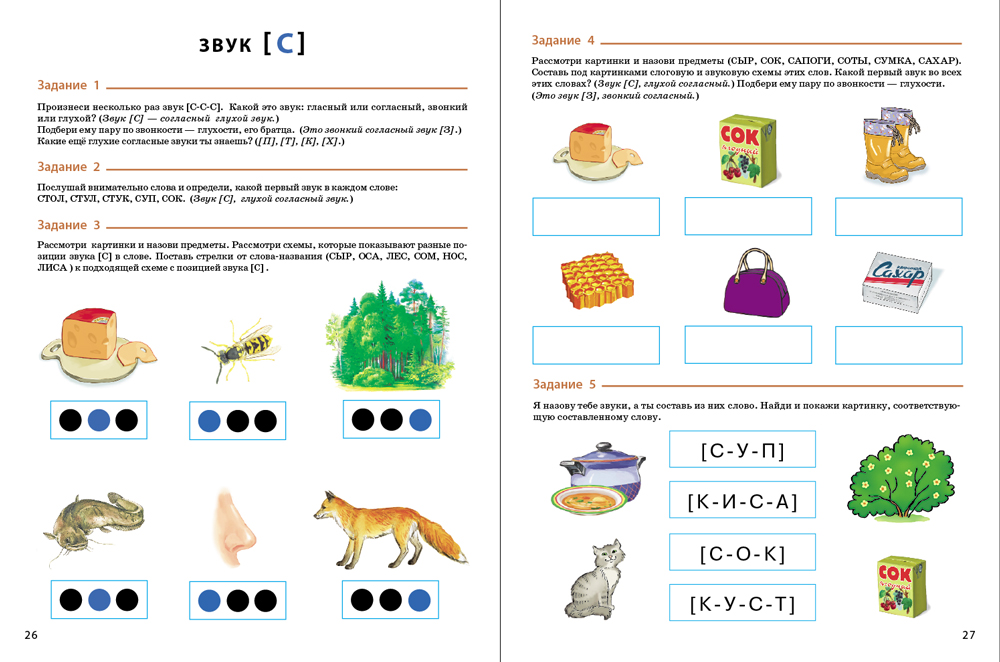 ЗВУК [С]
Задание 1
Произнеси несколько раз звук [С-С-С]. Какой это звук: гласный или согласный, звонкий
или глухой? (Звук [С] — согласный глухой звук.)
Подбери ему пару по звонкости — глухости, его братца. (Это звонкий согласный звук [З].)
Какие ещё глухие согласные звуки ты знаешь? ([П], [Т], [К], [Х].)
Задание 2
Послушай внимательно слова и определи, какой первый звук в каждом слове:
СТОЛ, СТУЛ, СТУК, СУП, СОК. (Звук [С], глухой согласный звук.)
Задание 3
Рассмотри картинки и назови предметы. Рассмотри схемы, которые показывают разные по-
зиции звука [С] в слове. Поставь стрелки от слова-названия (СЫР, ОСА, ЛЕС, СОМ, НОС,
ЛИСА ) к подходящей схеме с позицией звука [С] .
26
Задание 4
Рассмотри картинки и назови предметы (СЫР, СОК, САПОГИ, СОТЫ, СУМКА, САХАР).
Составь под картинками слоговую и звуковую схемы этих слов. Какой первый звук во всех
этих словах? (Звук [С], глухой согласный.) Подбери ему пару по звонкости — глухости.
(Это звук [З], звонкий согласный.)
СОК
Сахар
Задание 5
Я назову тебе звуки, а ты составь из них слово. Найди и покажи картинку, соответствую-
щую составленному слову.
[С-У-П]
[К-И-С-А]
[С-О-К]
[К-У-С-Т]
СОК
27